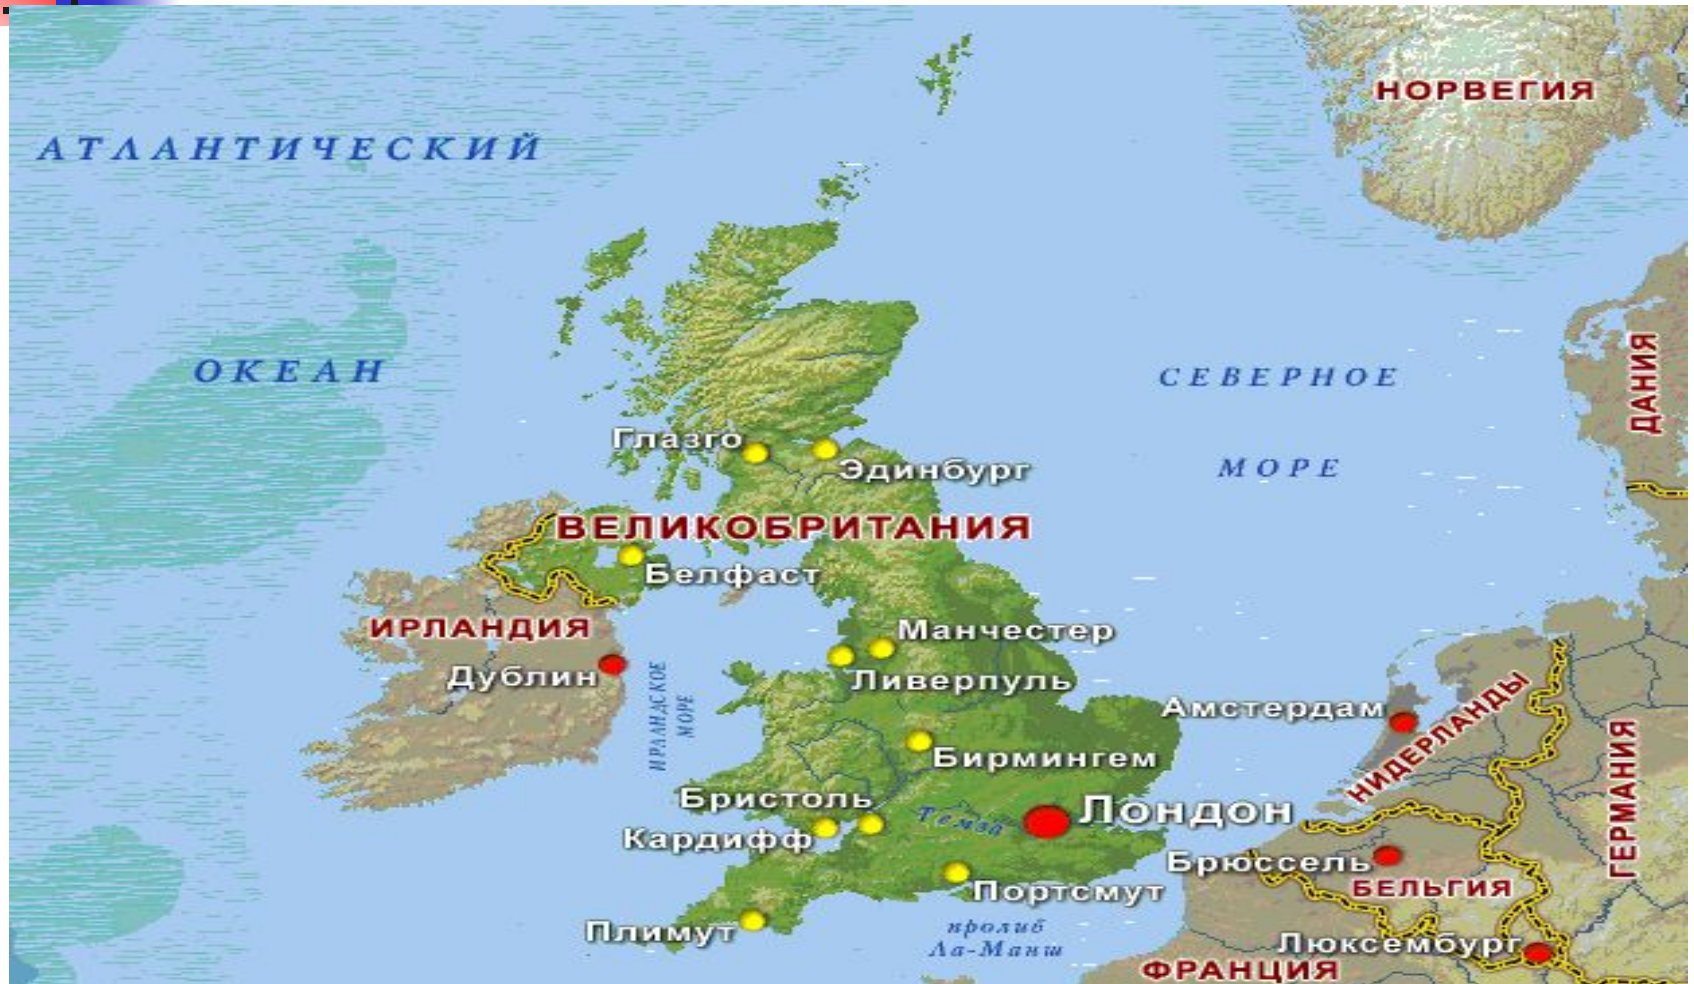 НОРВЕГИЯ
АТЛАНТИЧЕСКИЙ
ОКЕАН
СЕВЕРНОЕ
МОРЕ
ДАНИЯ
Глазго
Эдинбург
ВЕЛИКОБРИТАНИЯ
Белфаст
ИРЛАНДИЯ
Дублин
ИРЛАНДСКОЕ
МОРЕ
Манчестер
Ливерпуль
Амстердам
НИДЕРЛАНДЫ
ГЕРМАНИЯ
Бирмингем
Бристоль
Кардифф
Темза
Лондон
Брюссель
БЕЛЬГИЯ
Портсмут
Плимут
пролив
Ла-Манш
Люксембург
ФРАНЦИЯ